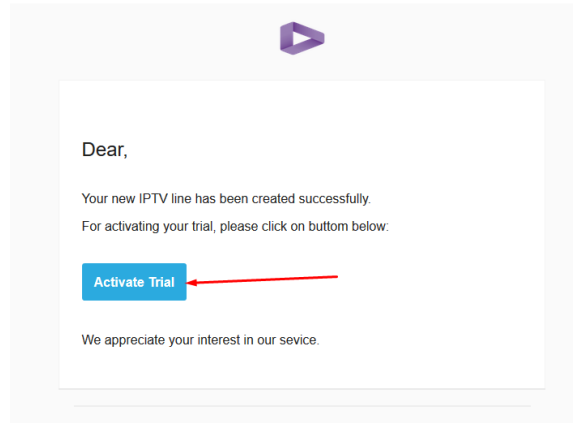 Dear,
Your new IPTV line has been created successfully.
For activating your trial, please click on buttom below:
Activate Trial
We appreciate your interest in our sevice.